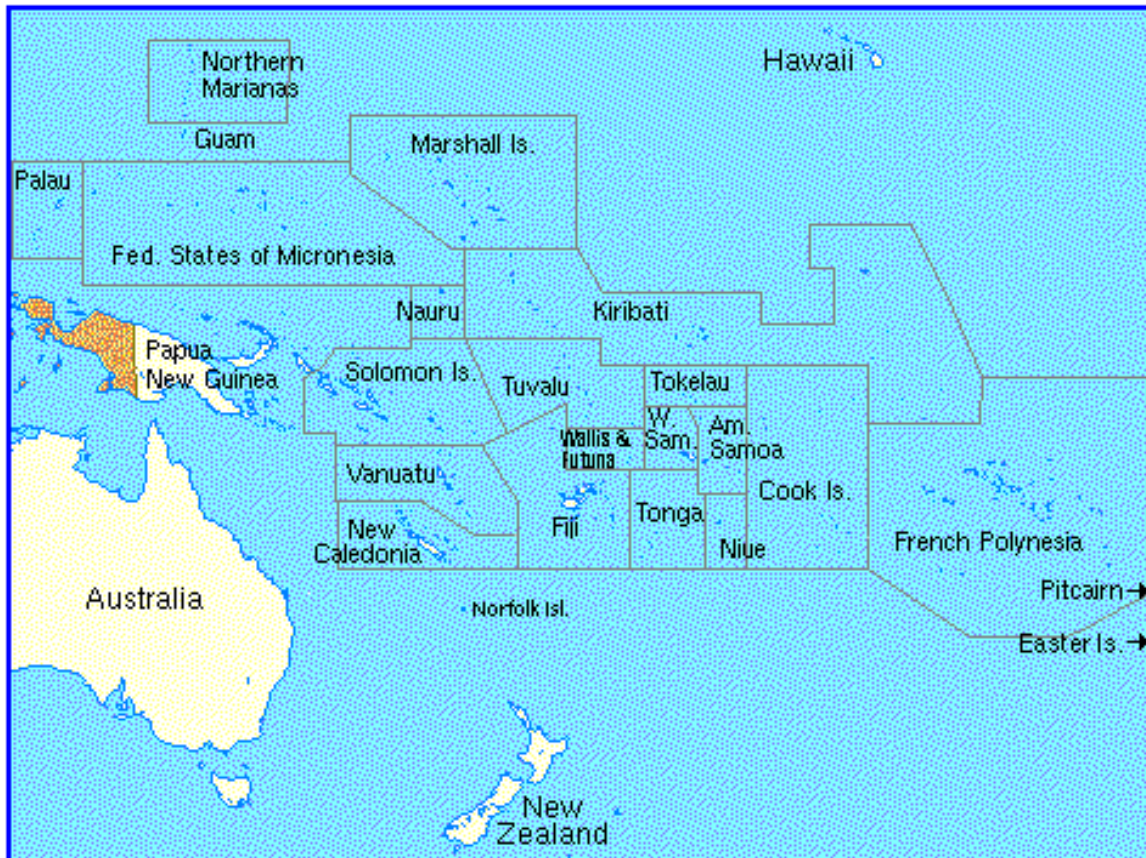 Hawaii
Northern
Marianas
Guam
Marshall Is.
Palau
Fed. States of Micronesia
Nauru
Kiribati
Papua
New Guinea
Solomon Is.
Tuvalu
Tokelau
W.
Sam.
Am.
Samoa
Wallis &
Futuna
Vanuatu
Cook Is.
New
Caledonia
Fiji
Tonga
Niue
French Polynesia
Pitcairn
Australia
Norfolk Isl.
Easter Is.
New
Zealand